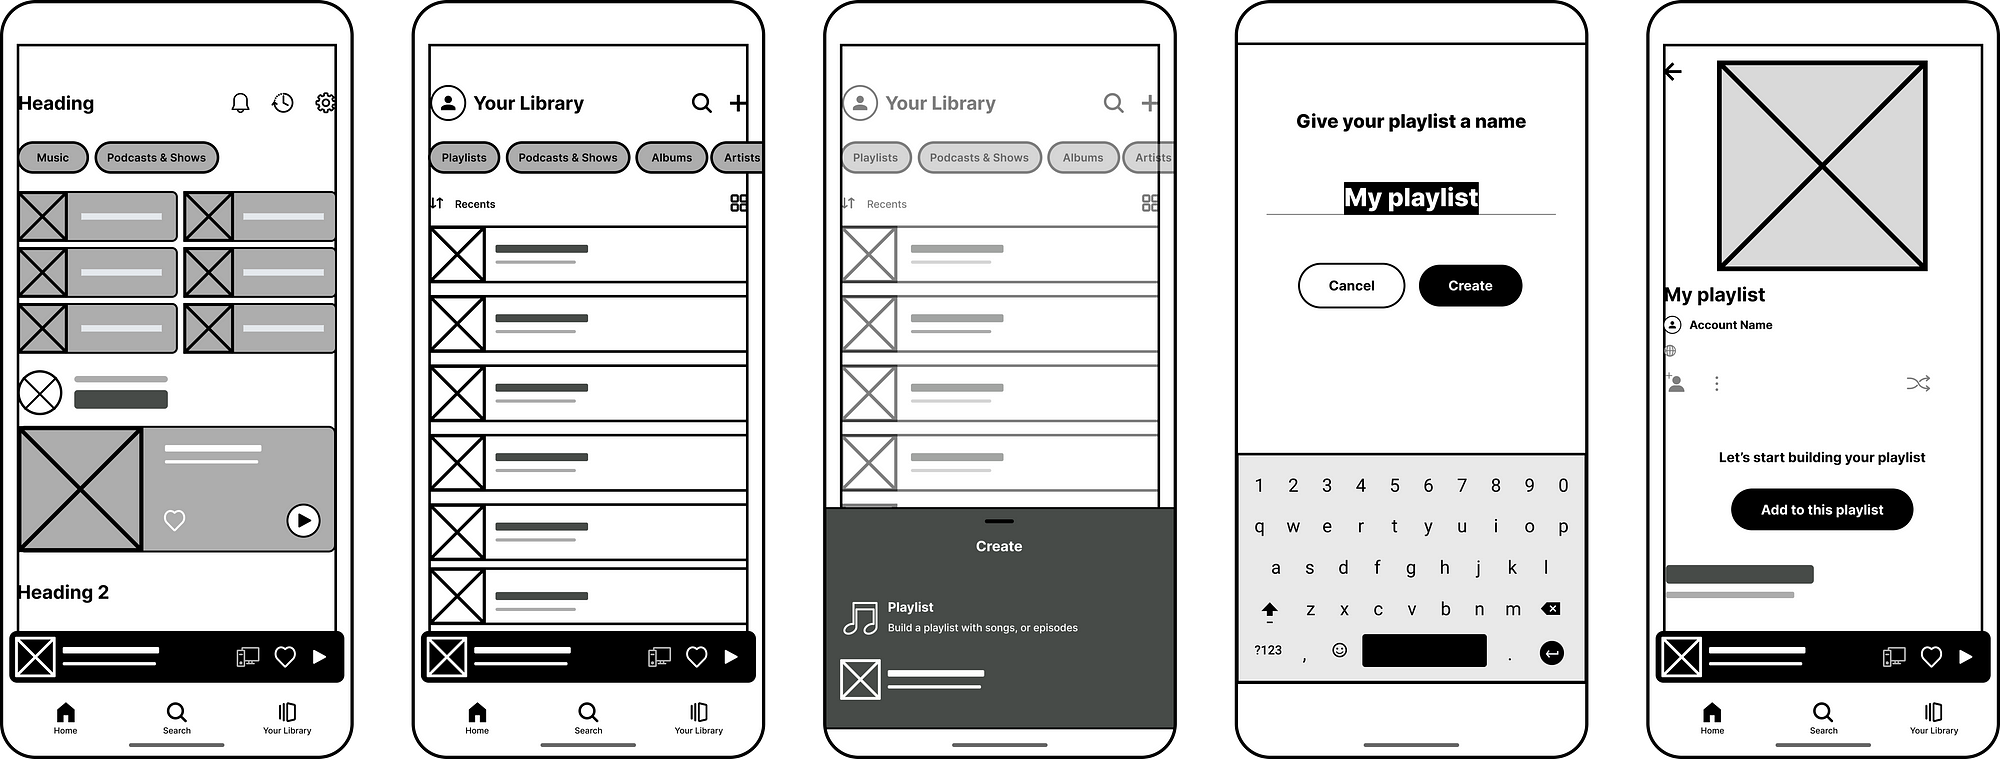 Heading
Music
Podcasts & Shows
Heading 2
Home
Search
Your Library
Your Library
Playlists
Podcasts & Shows
Albums
Artists
Recents
Home
Search
Your Library
Your Library
Playlists
Podcasts & Shows
Albums
Artists
Recents
Create
Playlist
Build a playlist with songs, or episodes
Give your playlist a name
My playlist
Cancel
Create
1 2 3 4 5 6 7 8 9 0
q w e r t y u i o p
a s d f g h j k l
z x c v b n m
?123 , .
My playlist
Account Name
Let’s start building your playlist
Add to this playlist
Home
Search
Your Library